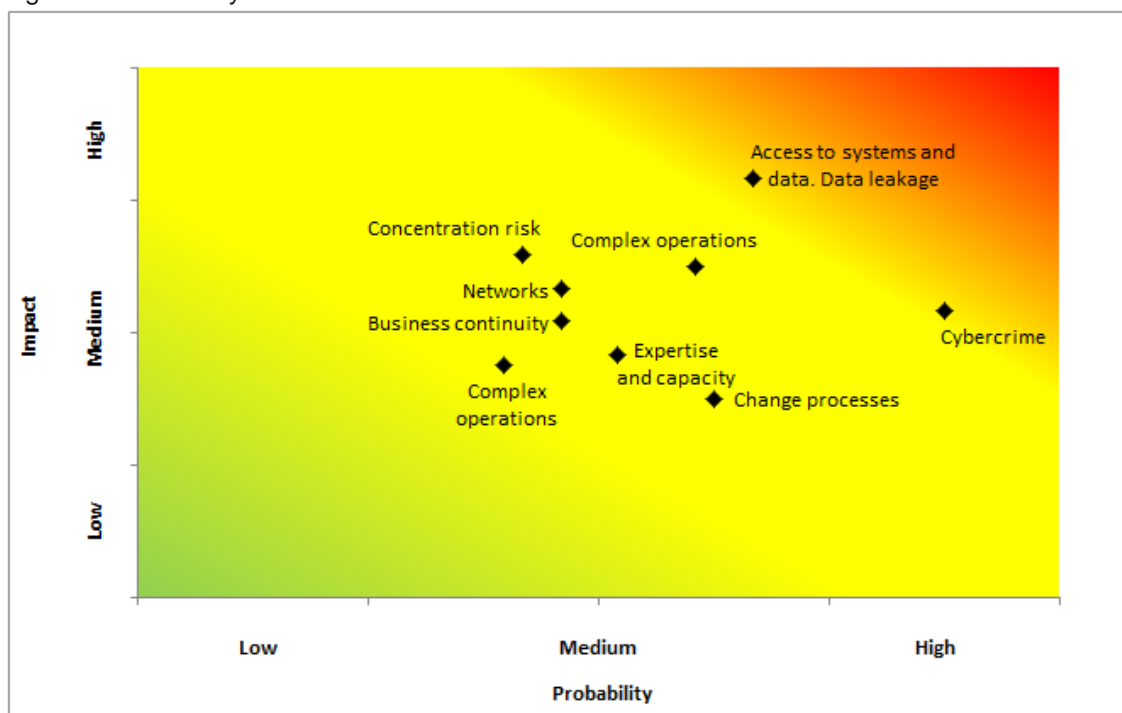 High
Access to systems and
data. Data leakage
Concentration risk
Complex operations
Networks
Impact
Medium
Business continuity
Cybercrime
Expertise
and capacity
Complex
operations
Change processes
Low
Low
Medium
High
Probability